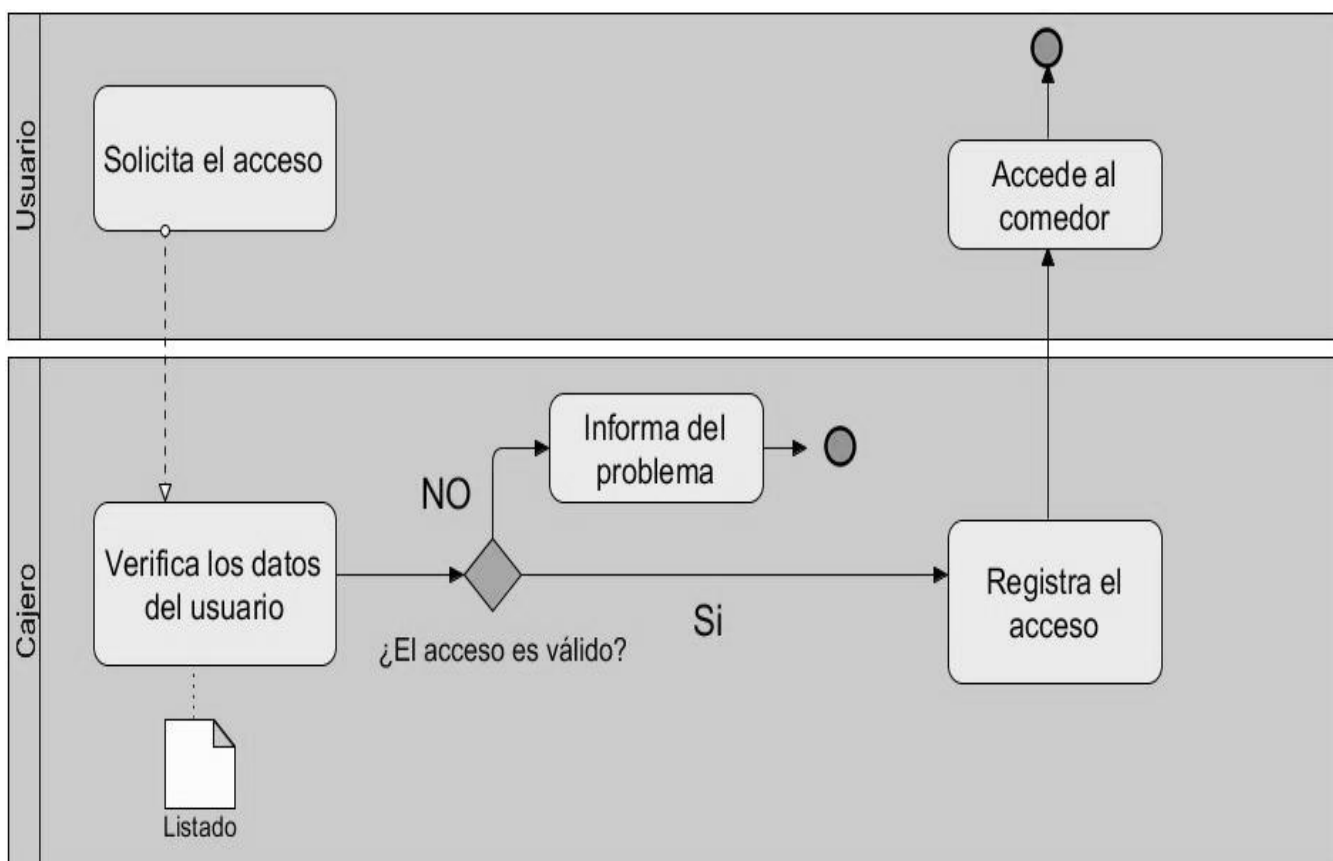 Usuario
Solicita el acceso
Accede al
comedor
Cajero
Informa del
problema
NO
Verifica los datos
del usuario
¿El acceso es válido?
Si
Registra el
acceso
Listado